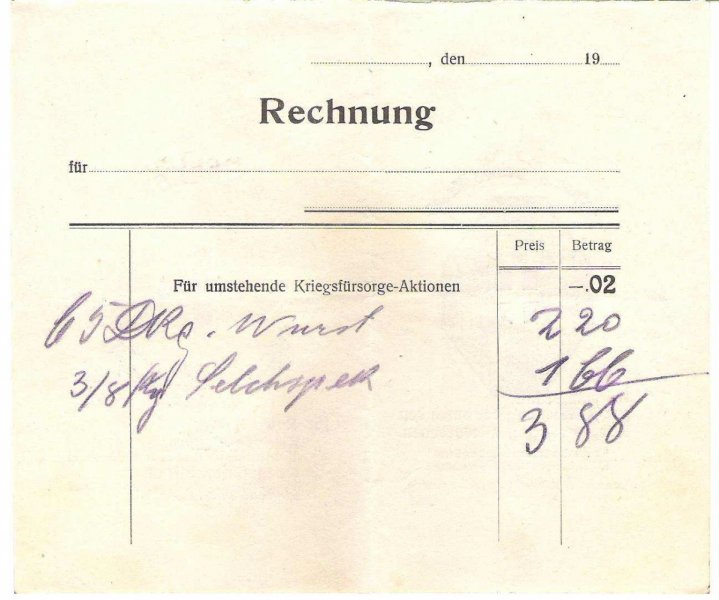 , den 19
Rechnung
für
Preis Betrag
Für umstehende Kriegsfürsorge-Aktionen –.02
65 DKg. Wurst 2 20
3/8 Kg Selchspek 1 66
3 88